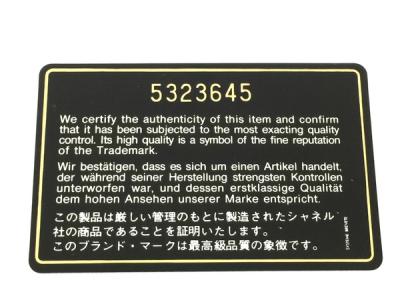 5323645
We certify the authenticity of this item and confirm
that it has been subjected to the most exacting quality
control. Its high quality is a symbol of the fine reputation
of the Trademark.
Wir bestätigen, dass es sich um einen Artikel handelt,
der während seiner Herstellung strengsten Kontrollen
unterworfen war, und dessen erstklassige Qualität
dem hohen Ansehen unserer Marke entspricht.
この製品は厳しい管理のもとに製造されたシャネル
社の商品であることを証明いたします。
このブランド・マークは最高級品質の象徴です。